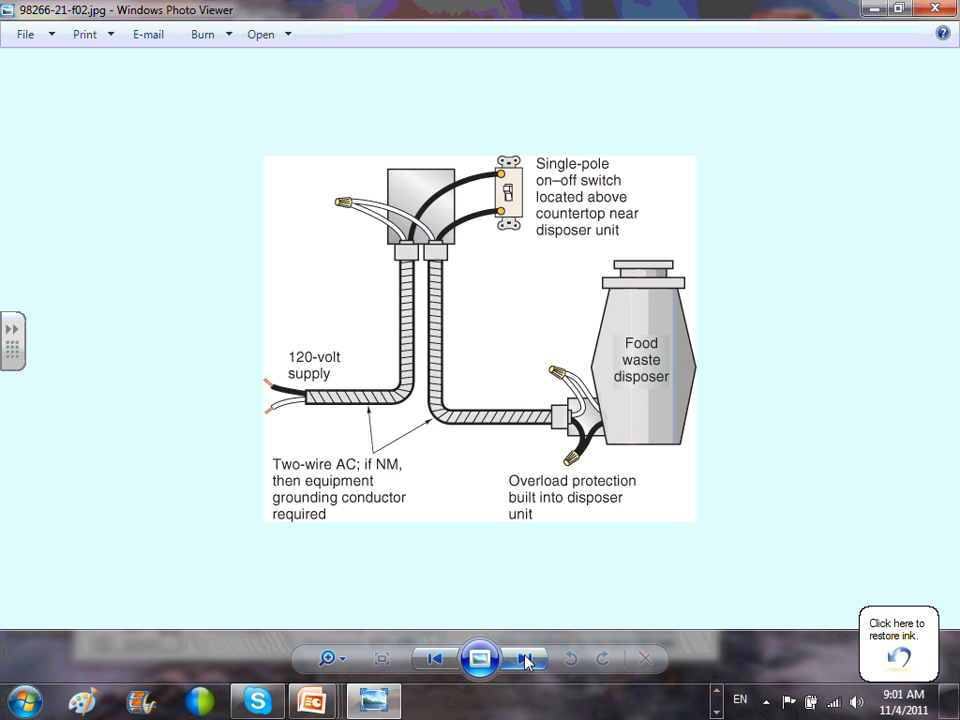 98266-21-f02.jpg - Windows Photo Viewer
File Print E-mail Burn Open
Single-pole
on–off switch
located above
countertop near
disposer unit
Food
waste
disposer
120-volt
supply
Two-wire AC; if NM,
then equipment
grounding conductor
required
Overload protection
built into disposer
unit
Click here to
restore ink.
EN
9:01 AM
11/4/2011